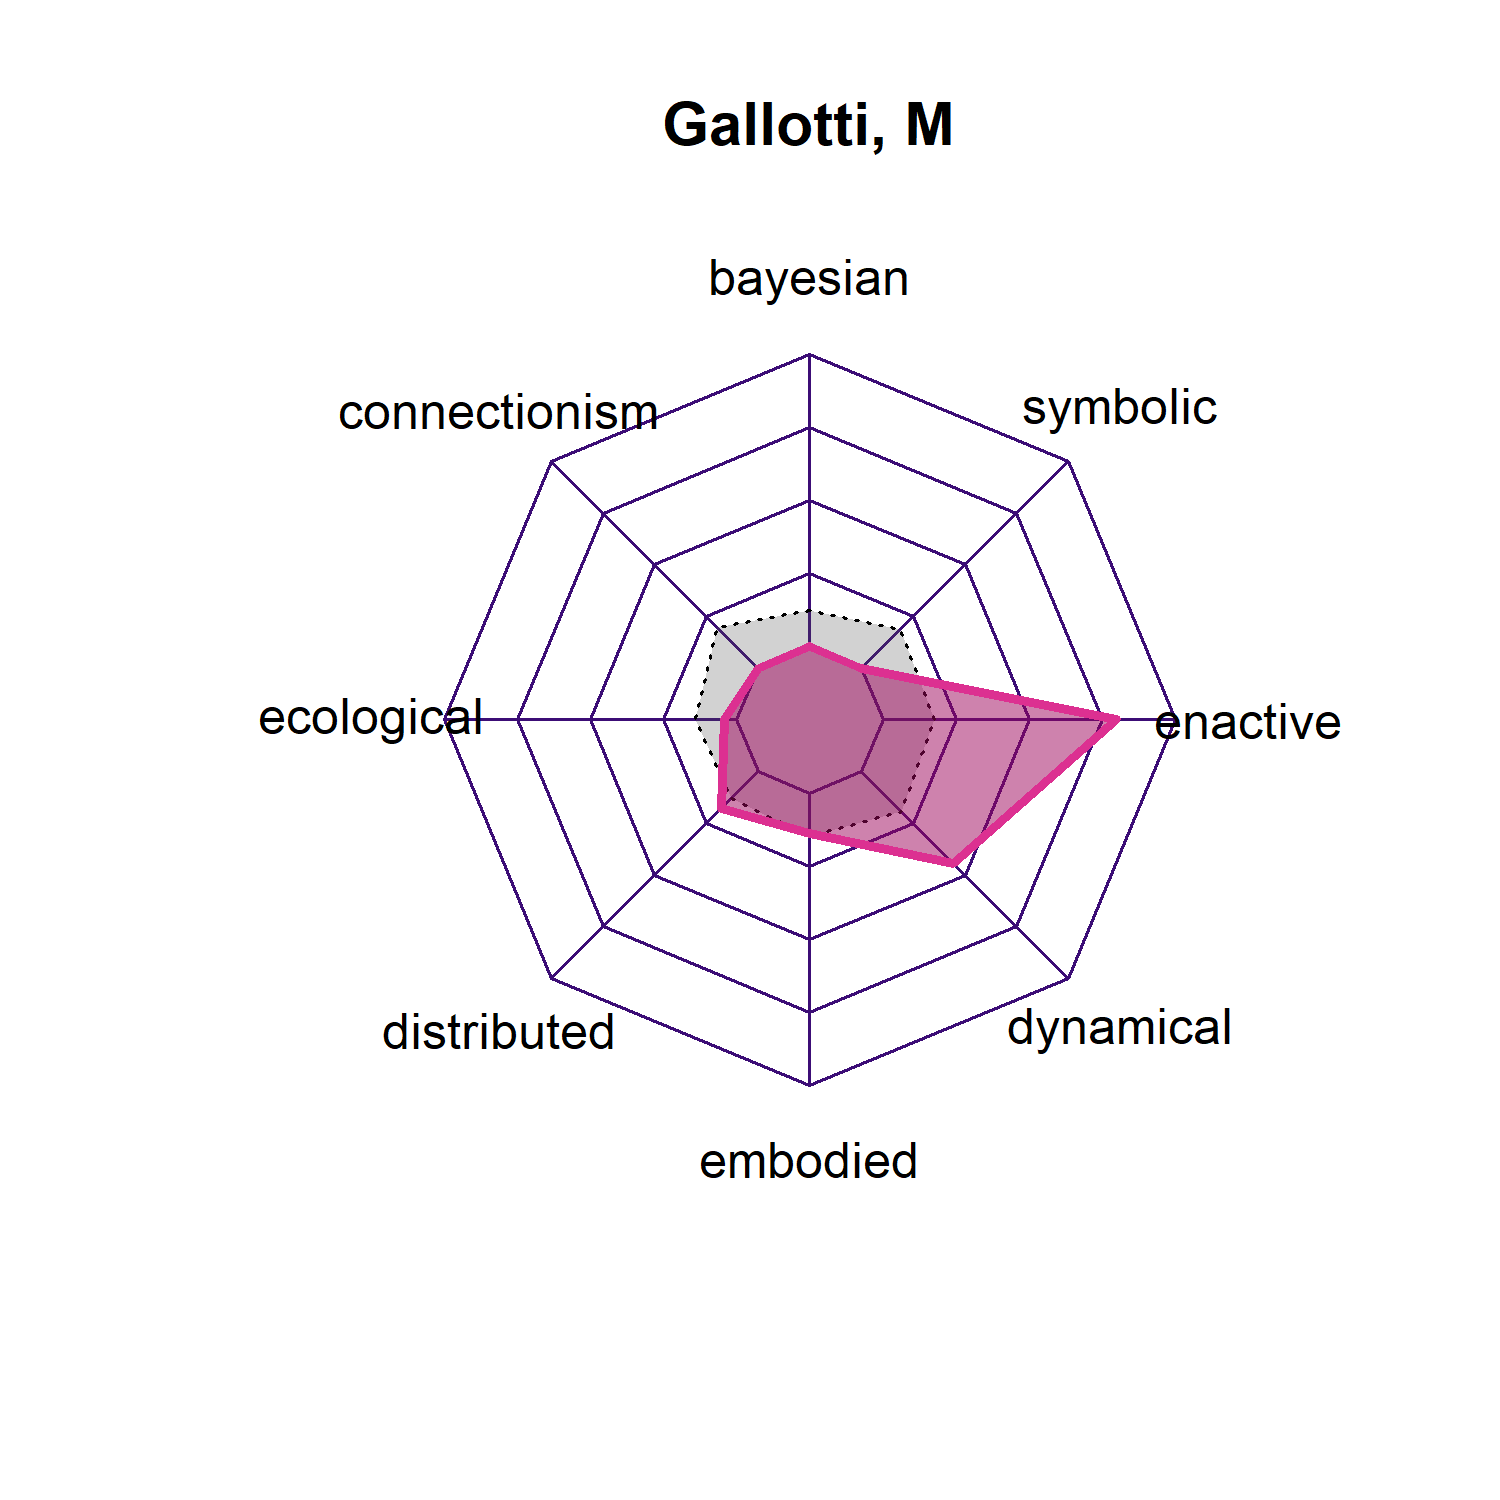 Gallotti, M
bayesian
symbolic
connectionism
ecological
enactive
dynamical
distributed
embodied